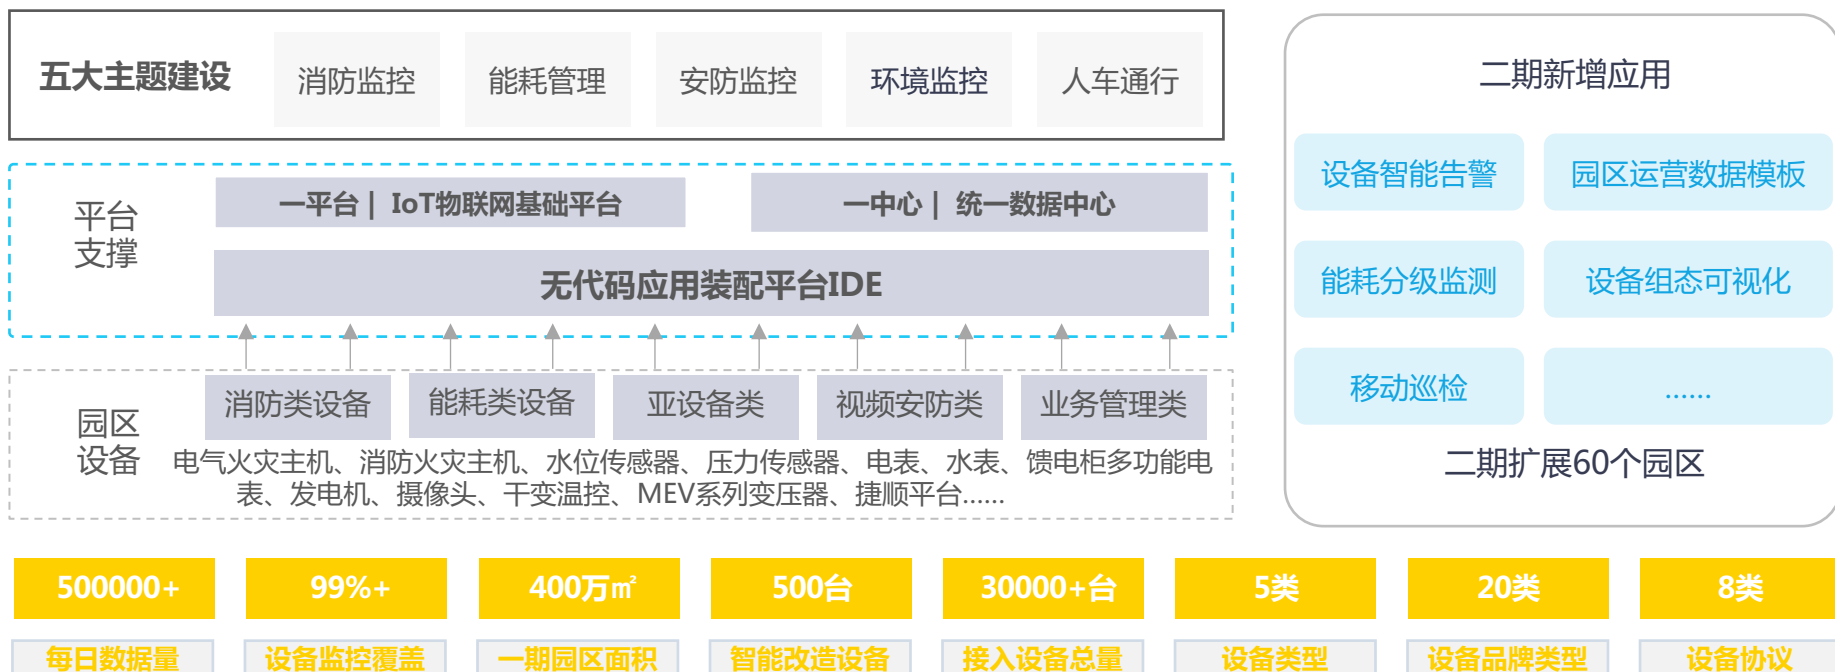 五大主题建设
消防监控
能耗管理
安防监控
环境监控
人车通行
平台
支撑
一平台 | IoT物联网基础平台
一中心 | 统一数据中心
无代码应用装配平台IDE
园区
设备
消防类设备
能耗类设备
亚设备类
视频安防类
业务管理类
电气火灾主机、消防火灾主机、水位传感器、压力传感器、电表、水表、馈电柜多功能电
表、发电机、摄像头、干变温控、MEV系列变压器、捷顺平台......
二期新增应用
设备智能告警
园区运营数据模板
能耗分级监测
设备组态可视化
移动巡检
......
二期扩展60个园区
500000+
99%+
400万㎡
500台
30000+台
5类
20类
8类
每日数据量
设备监控覆盖
一期园区面积
智能改造设备
接入设备总量
设备类型
设备品牌类型
设备协议